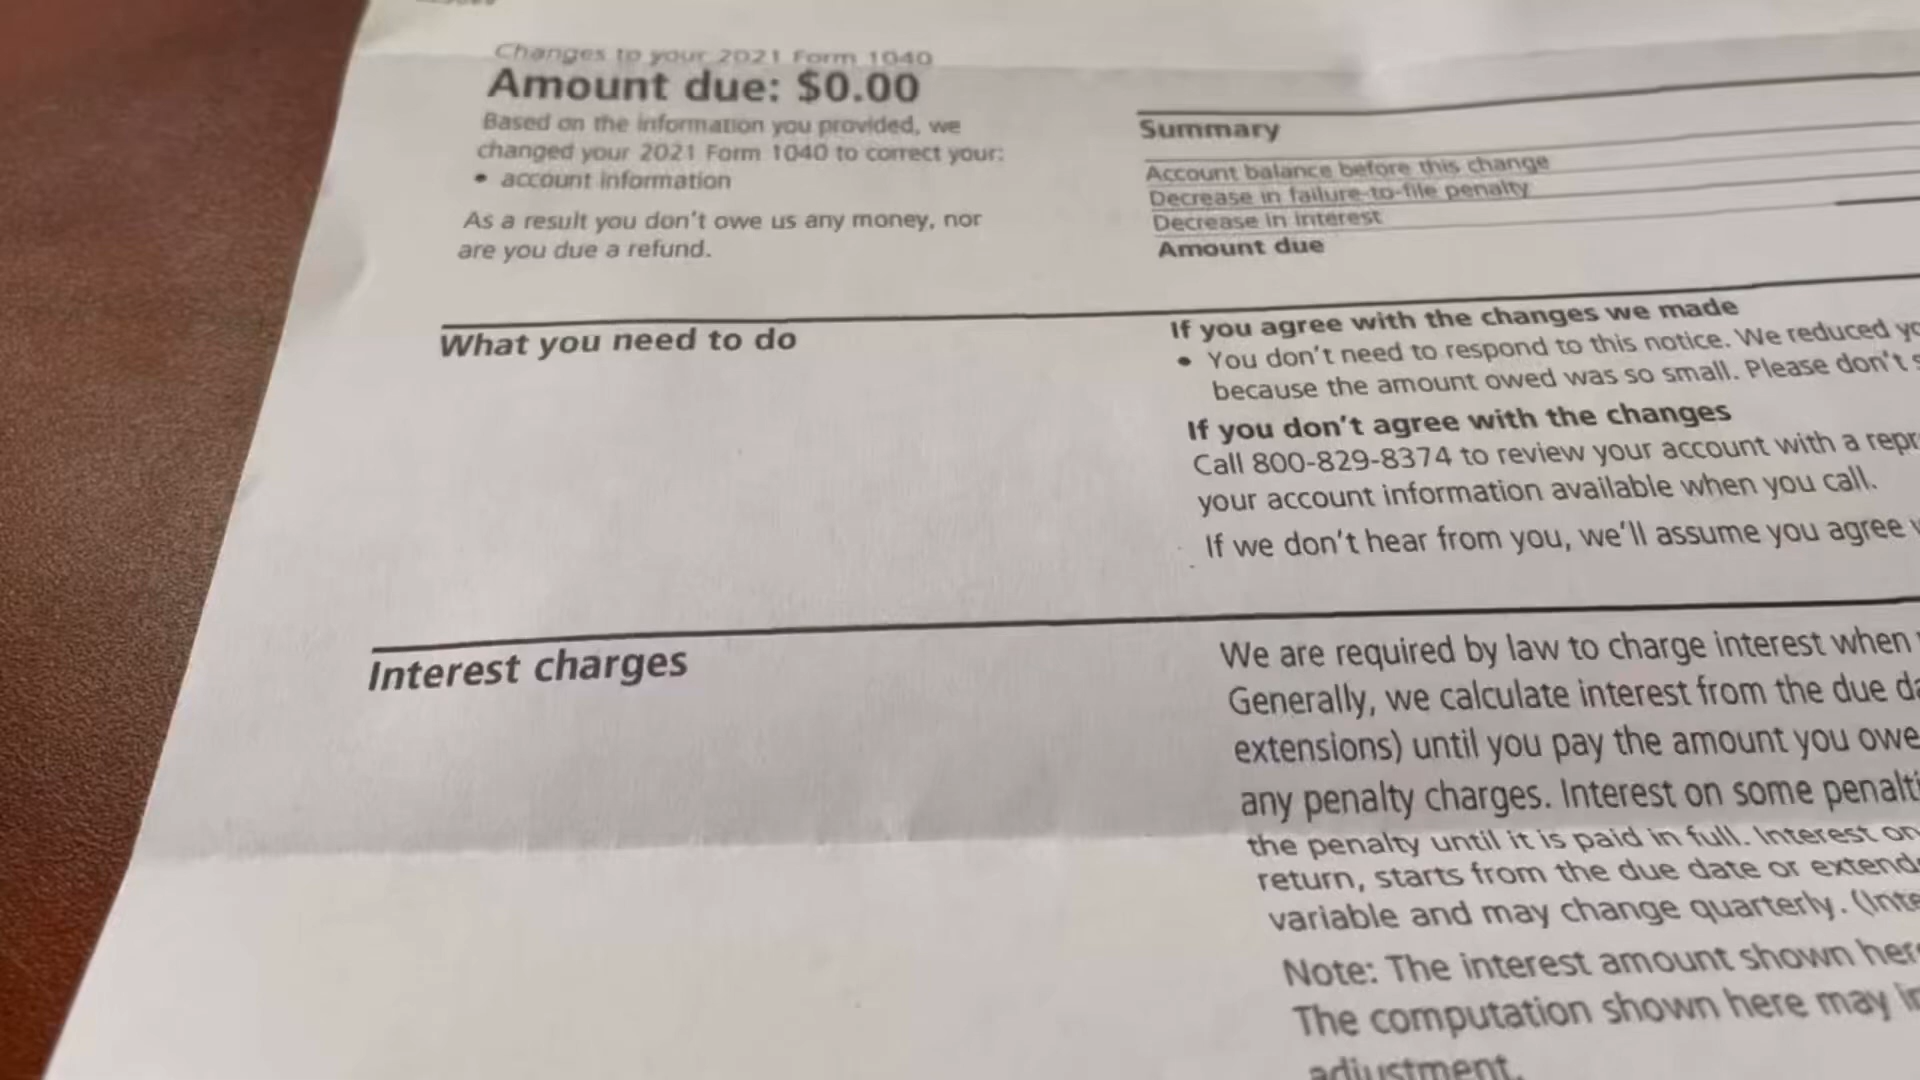 Changes to your 2021 Form 1040
Amount due: $0.00
Based on the information you provided, we
changed your 2021 Form 1040 to correct your:
• account information
As a result you don't owe us any money, nor
are you due a refund.
Summary
Account balance before this change
Decrease in failure-to-file penalty
Decrease in interest
Amount due
What you need to do
If you agree with the changes we made
• You don't need to respond to this notice. We reduced
because the amount owed was so small. Please don't
If you don't agree with the changes
Call 800-829-8374 to review your account with a
your account information available when you call.
If we don't hear from you, we'll assume you agree
Interest charges
We are required by law to charge interest when
Generally, we calculate interest from the due
extensions) until you pay the amount you owe
any penalty charges. Interest on some
the penalty until it is paid in full. Interest on
return, starts from the due date or
variable and may change quarterly.
Note: The interest amount shown
The computation shown here may
adjustment.